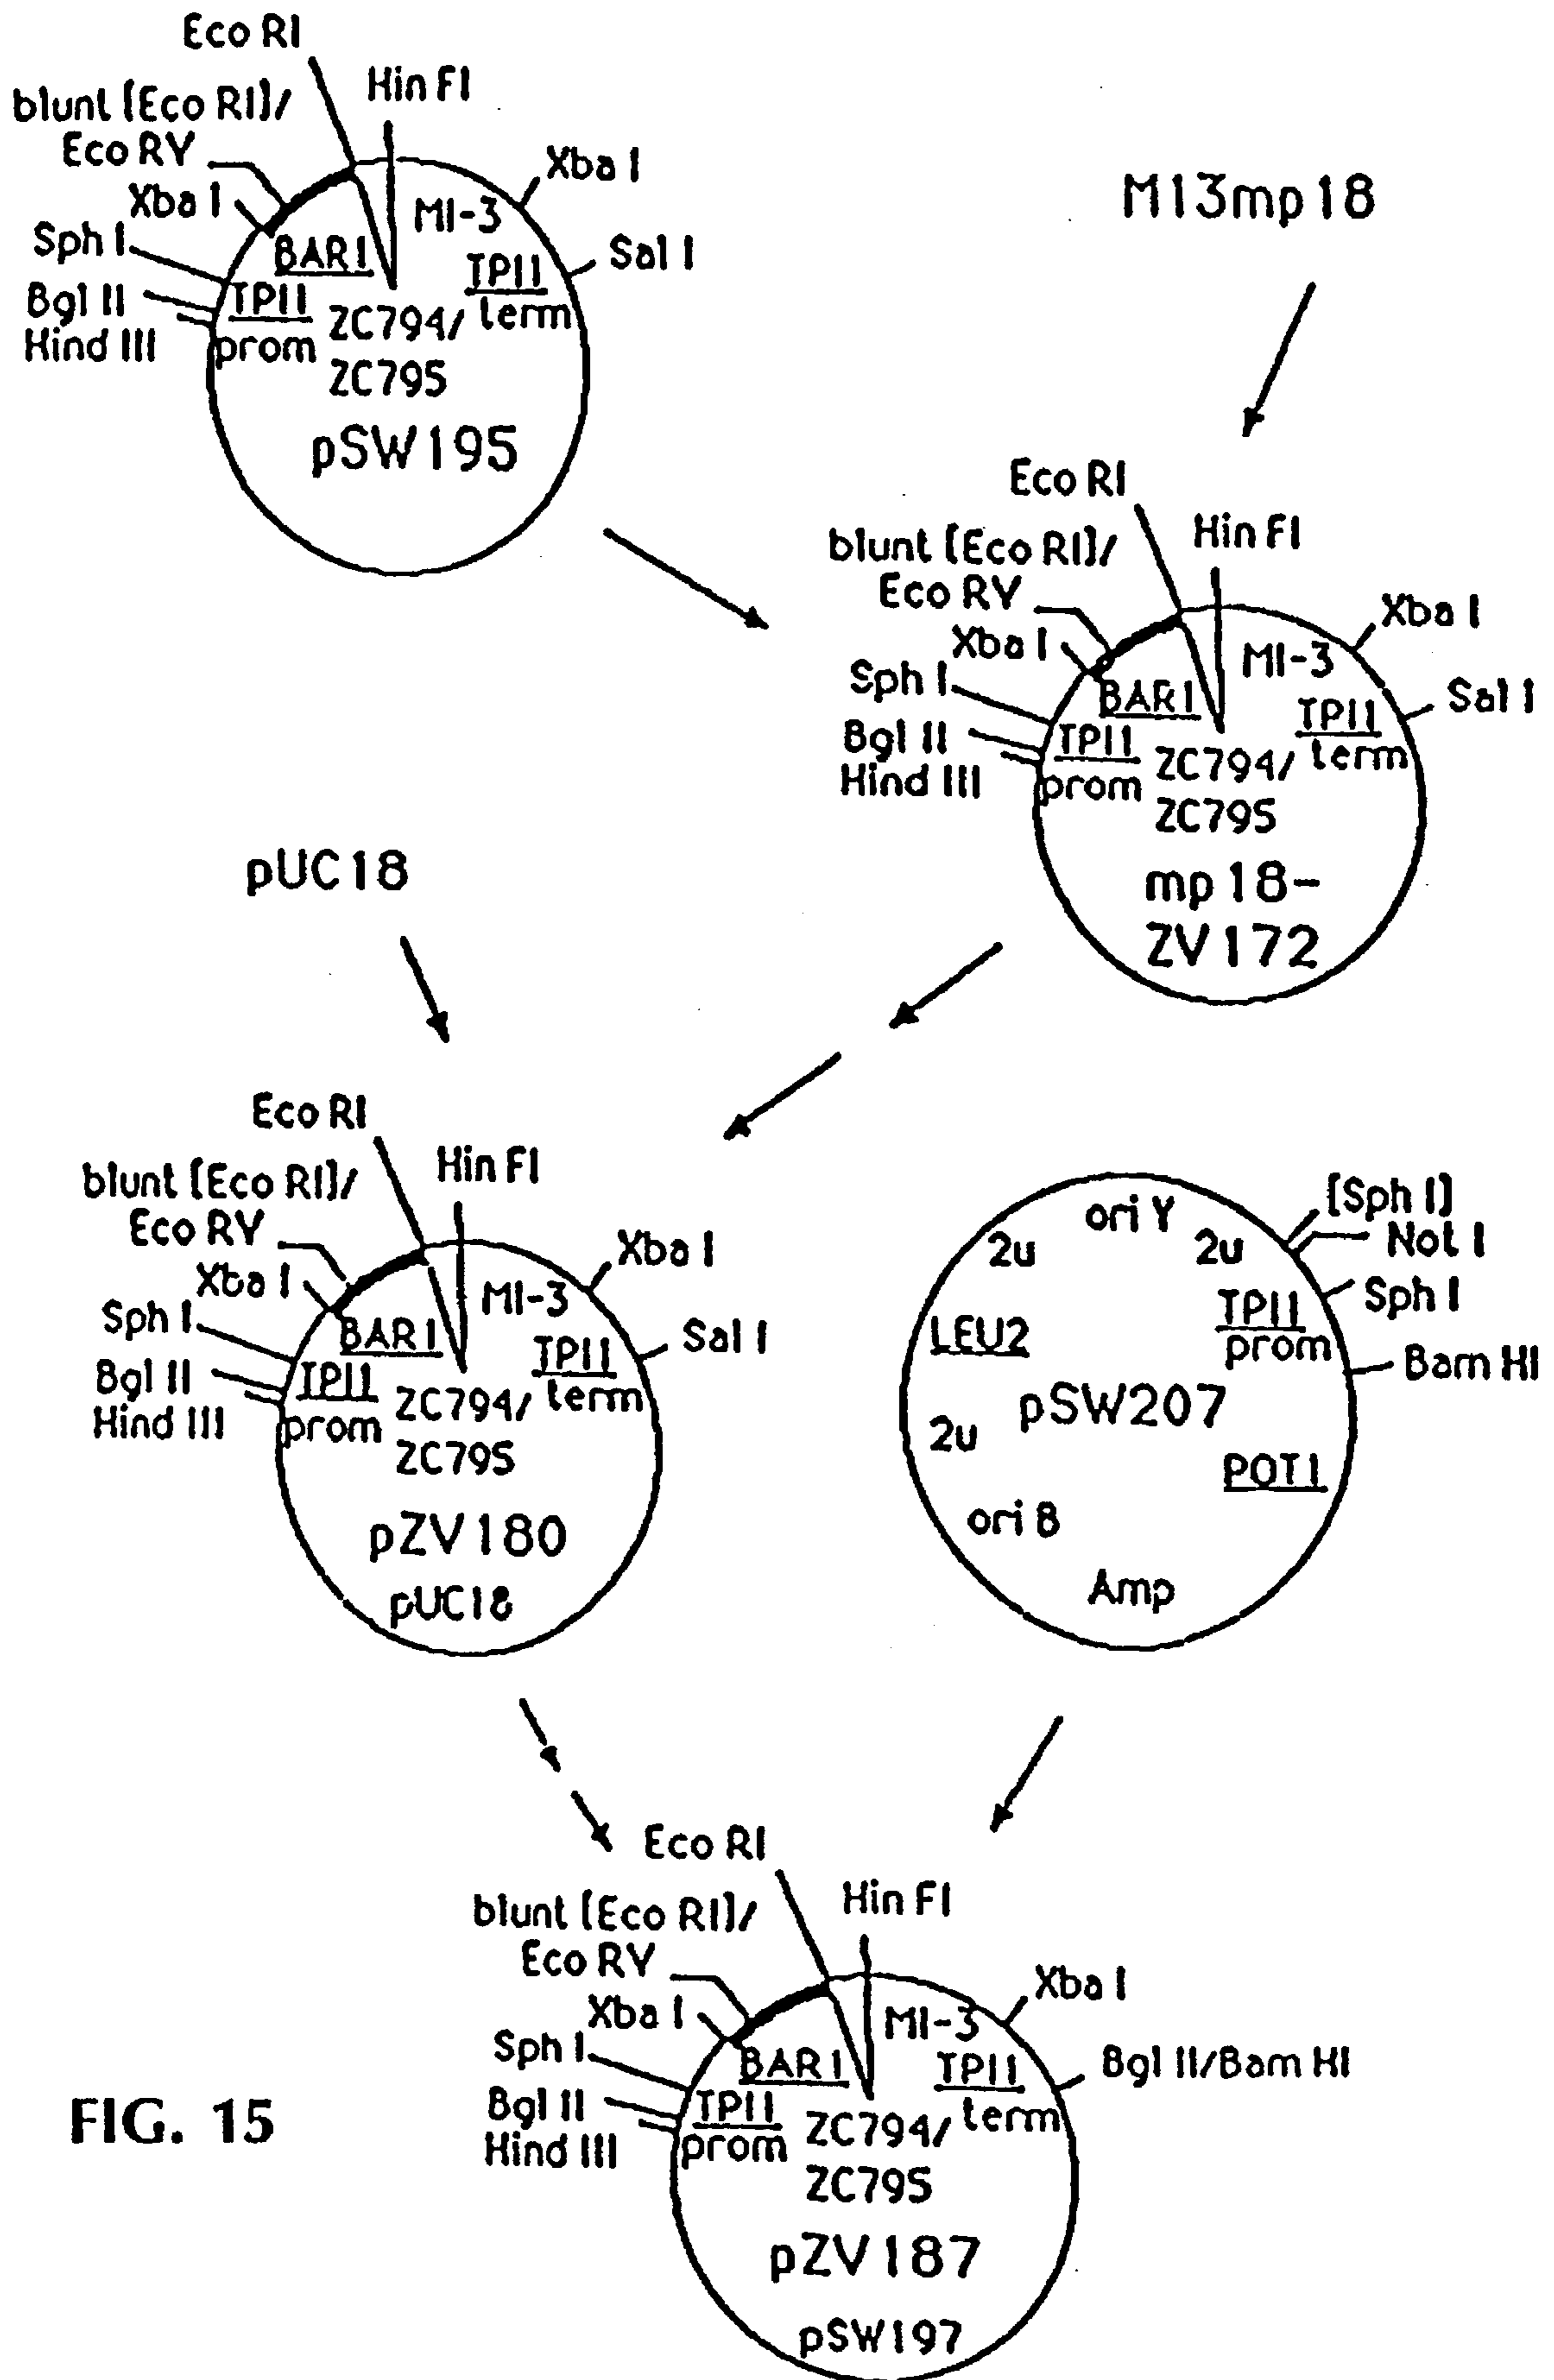 Eco RI
Hin FI
blunt [Eco RI]/
Eco RV
Xba I
Xba I
Sph I
Sal I
Bgl II
Hind III
MI-3
BAR1
TPI1
prom
TPI1
term
ZC794/
ZC795
pSW195
M13mp18
Eco RI
Hin FI
blunt [Eco RI]/
Eco RV
Xba I
Xba I
Sph I
Sal I
Bgl II
Hind III
MI-3
BAR1
TPI1
prom
TPI1
term
ZC794/
ZC795
mp18-
ZV172
pUC18
Eco RI
Hin FI
blunt [Eco RI]/
Eco RV
Xba I
Xba I
Sph I
Sal I
Bgl II
Hind III
MI-3
BAR1
TPI1
prom
TPI1
term
ZC794/
ZC795
pZV180
pUC18
ori Y
2u
2u
[Sph I]
Not I
Sph I
TPI1
prom
Bam HI
LEU2
pSW207
2u
POT1
ori B
Amp
Eco RI
Hin FI
blunt [Eco RI]/
Eco RV
Xba I
Xba I
Sph I
Bgl II/Bam HI
Bgl II
Hind III
MI-3
BAR1
TPI1
prom
TPI1
term
ZC794/
ZC795
pZV187
pSW197
FIG. 15